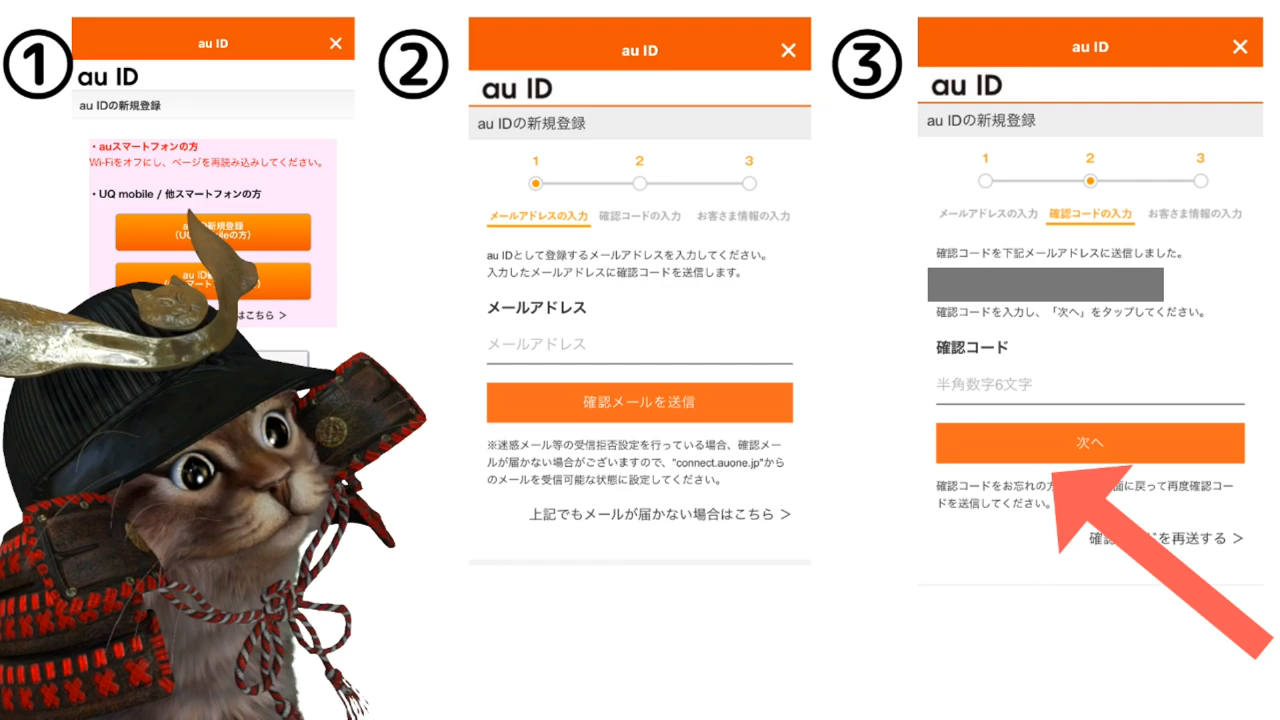 ①
au ID
au ID
au IDの新規登録
・auスマートフォンの方
Wi-Fiをオフにし、ページを再読み込みしてください。
・UQ mobile / 他スマートフォンの方
新規登録
の方)
au ID
はこちら >
②
au ID
au ID
au IDの新規登録
1 2 3
メールアドレスの入力 確認コードの入力 お客さま情報の入力
au IDとして登録するメールアドレスを入力してください。
入力したメールアドレスに確認コードを送信します。
メールアドレス
メールアドレス
確認メールを送信
※迷惑メール等の受信拒否設定を行っている場合、確認メー
ルが届かない場合がございますので、"connect.auone.jp"から
のメールを受信可能な状態に設定してください。
上記でもメールが届かない場合はこちら >
③
au ID
au ID
au IDの新規登録
1 2 3
メールアドレスの入力 確認コードの入力 お客さま情報の入力
確認コードを下記メールアドレスに送信しました。
確認コードを入力し、「次へ」をタップしてください。
確認コード
半角数字6文字
次へ
確認コードをお忘れの 面に戻って再度確認コー
ドを送信してください。
確 を再送する >